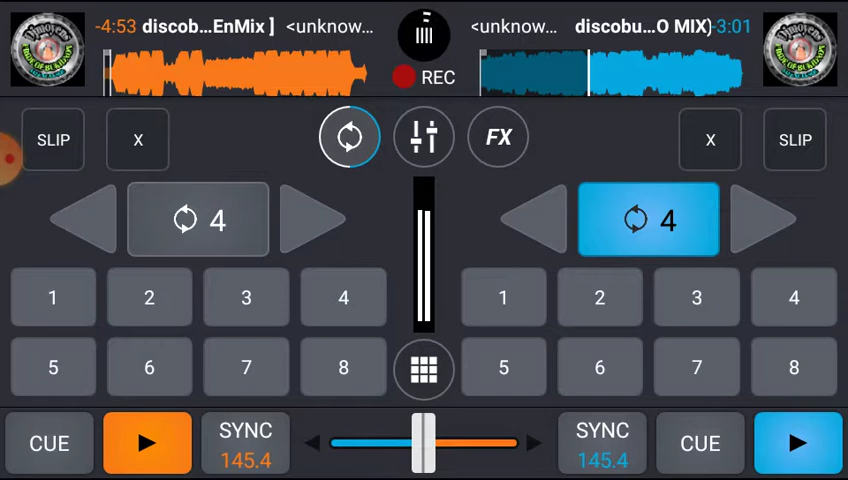 -4:53 discob...EnMix ] <unknow...
<unknow... discobu...O MIX) -3:01
REC
SLIP X FX X SLIP
4 4
1 2 3 4 1 2 3 4
5 6 7 8 5 6 7 8
CUE SYNC 145.4 SYNC 145.4 CUE